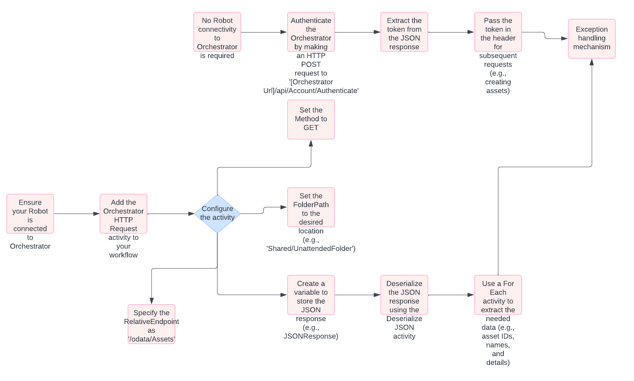 No Robot
connectivity
to
Orchestrator
is required
Authenticate
the
Orchestrator
by making
an HTTP
POST
request to
'[Orchestrator
Url]/api/Account/Authenticate'
Extract the
token from
the JSON
response
Pass the
token in
the header
for
subsequent
requests
(e.g.,
creating
assets)
Exception
handling
mechanism
Set the
Method to
GET
Ensure
your Robot
is
connected
to
Orchestrator
Add the
Orchestrator
HTTP
Request
activity to
your
workflow
Configure
the activity
Set the
FolderPath
to the
desired
location
(e.g.,
'Shared/UnattendedFolder')
Specify the
RelativeEndpoint
as
'/odata/Assets'
Create a
variable to
store the
JSON
response
(e.g.,
JSONResponse)
Deserialize
the JSON
response
using the
Deserialize
JSON
activity
Use a For
Each
activity to
extract the
needed
data (e.g.,
asset IDs,
names,
and
details)